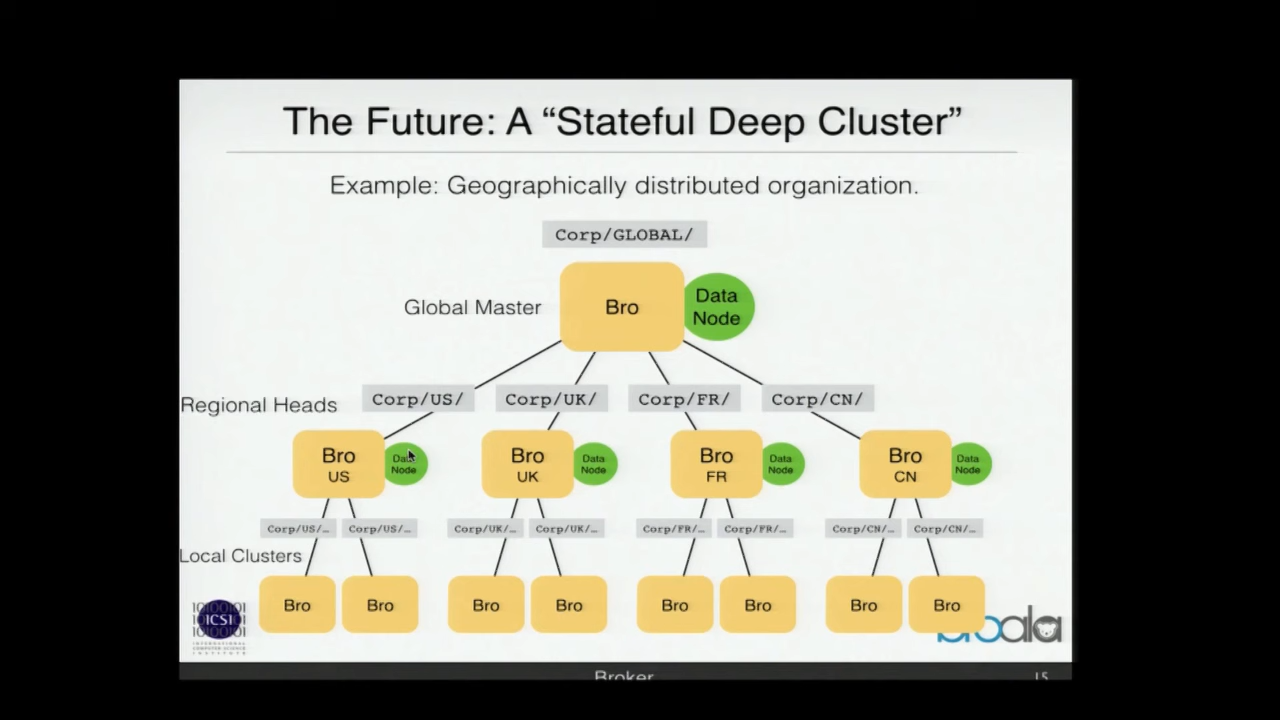 The Future: A “Stateful Deep Cluster”
Example: Geographically distributed organization.
Corp/GLOBAL/
Global Master
Bro
Data
Node
Regional Heads
Corp/US/
Corp/UK/
Corp/FR/
Corp/CN/
Bro
US
Data
Node
Bro
UK
Data
Node
Bro
FR
Data
Node
Bro
CN
Data
Node
Corp/US/…
Corp/US/…
Corp/UK/…
Corp/UK/…
Corp/FR/…
Corp/FR/…
Corp/CN/…
Corp/CN/…
Local Clusters
Bro
Bro
Bro
Bro
Bro
Bro
Bro
Bro
10100101
ICSI
10100101
INTERNATIONAL
COMPUTER SCIENCE
INSTITUTE
broala
Broker
15